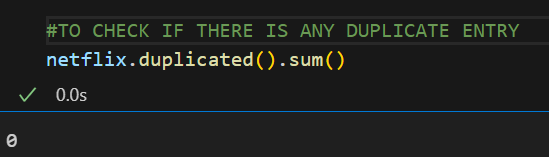 #TO CHECK IF THERE IS ANY DUPLICATE ENTRY
netflix.duplicated().sum()
0.0s
0